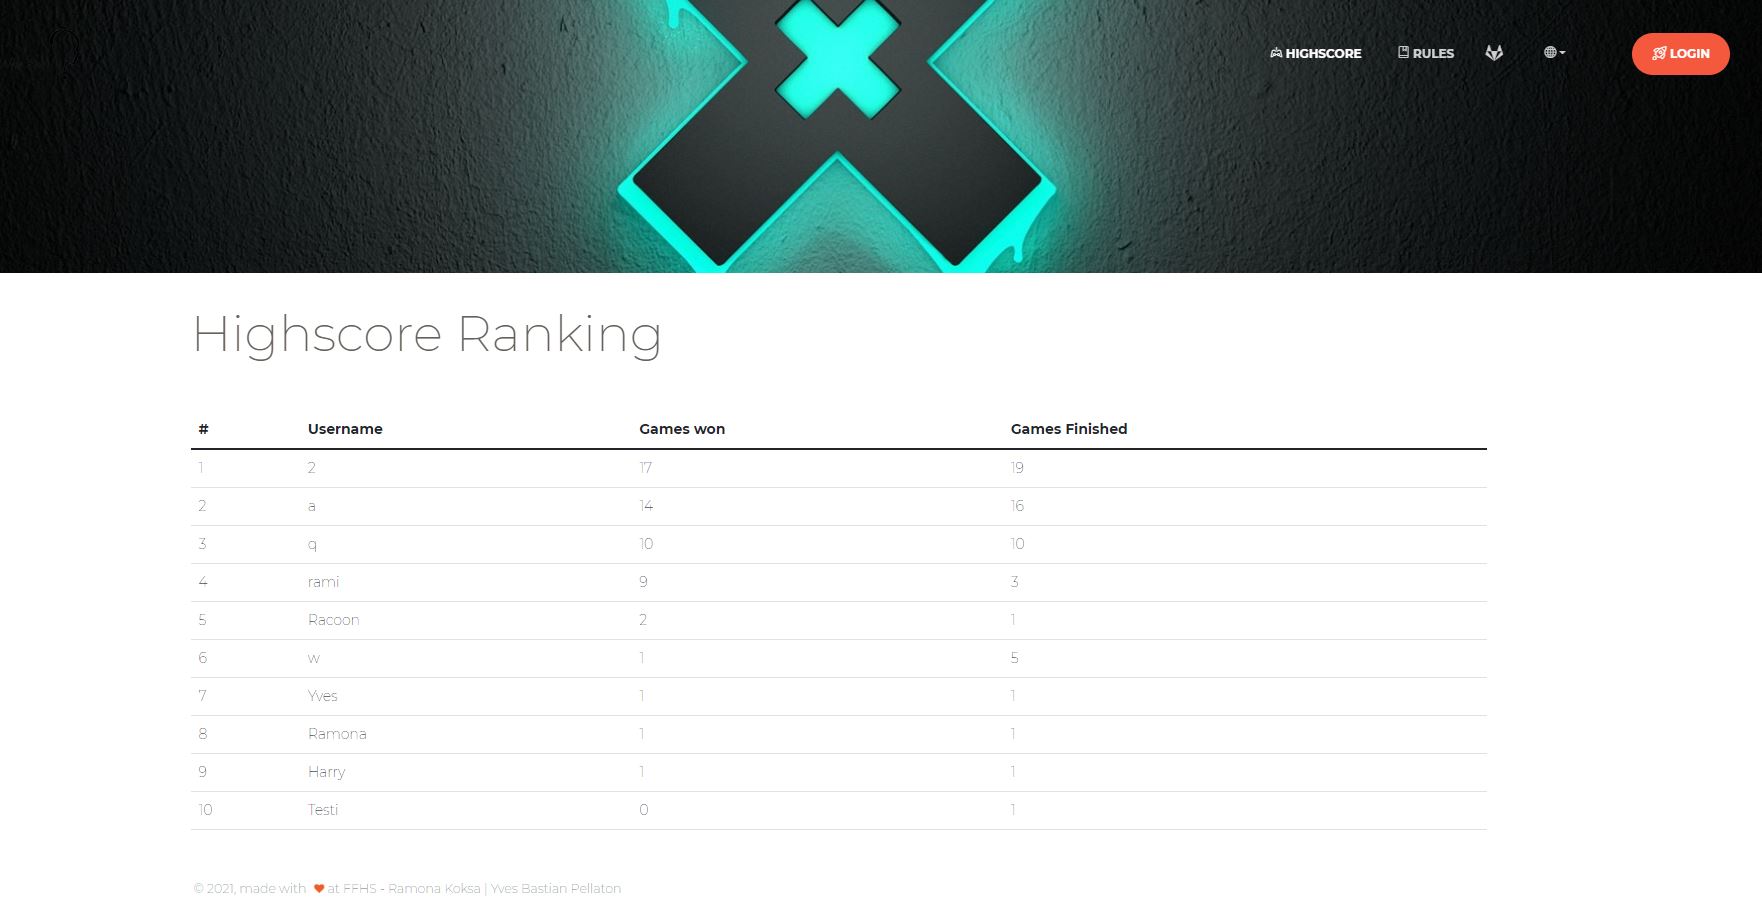 HIGHSCORE RULES LOGIN
Highscore Ranking
# Username Games won Games Finished
1 2 17 19
2 a 14 16
3 q 10 10
4 rami 9 3
5 Racoon 2 1
6 w 1 5
7 Yves 1 1
8 Ramona 1 1
9 Harry 1 1
10 Testi 0 1
© 2021, made with ♥ at FFHS - Ramona Koksa | Yves Bastian Pellaton